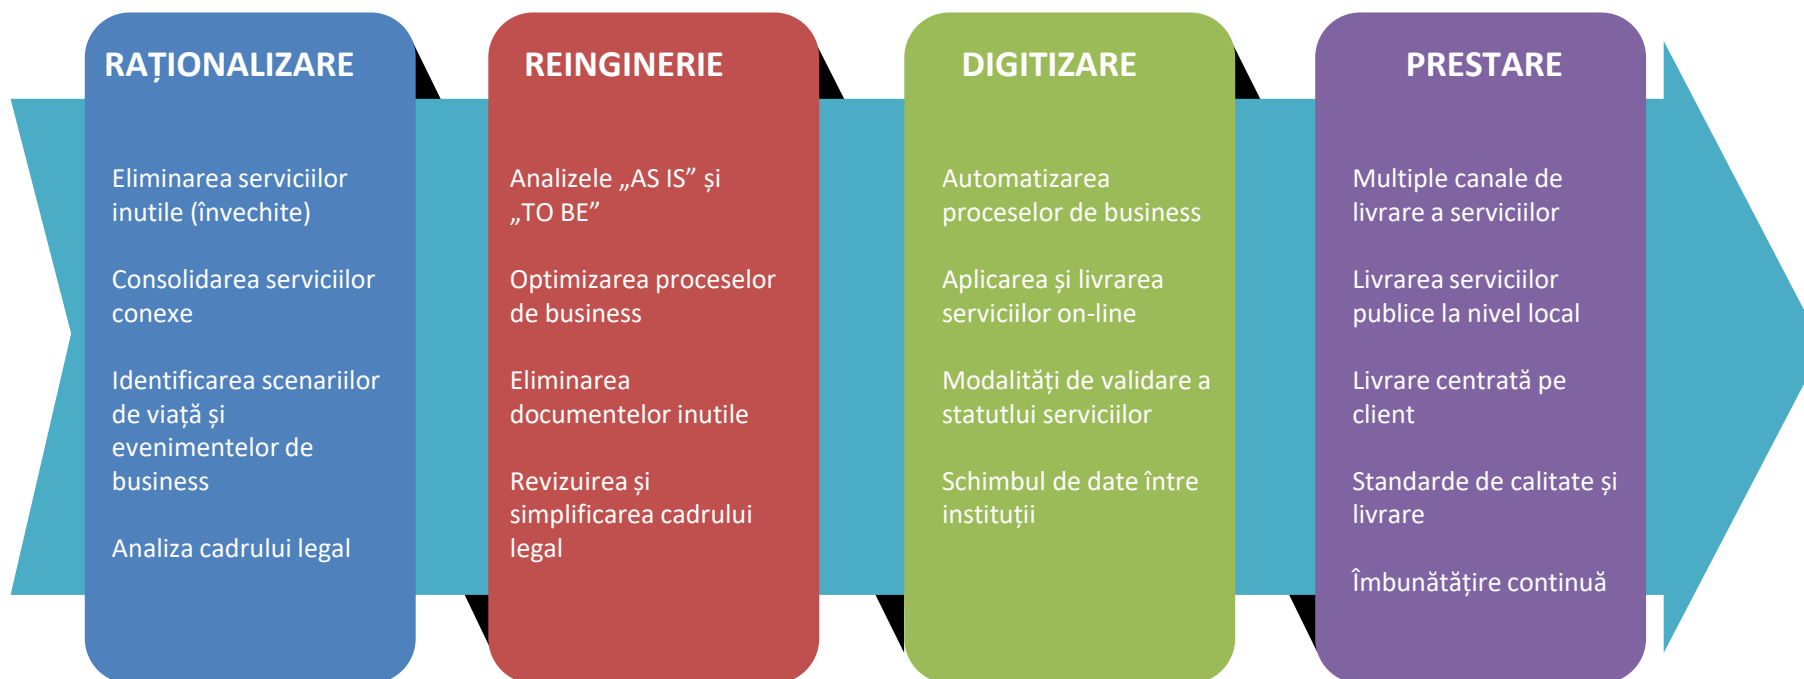 RAȚIONALIZARE
Eliminarea serviciilor
inutile (învechite)
Consolidarea serviciilor
conexe
Identificarea scenariilor
de viață și
evenimentelor de
business
Analiza cadrului legal
REINGINERIE
Analizele „AS IS” și
„TO BE”
Optimizarea proceselor
de business
Eliminarea
documentelor inutile
Revizuirea și
simplificarea cadrului
legal
DIGITIZARE
Automatizarea
proceselor de business
Aplicarea și livrarea
serviciilor on-line
Modalități de validare a
statutlui serviciilor
Schimbul de date între
instituții
PRESTARE
Multiple canale de
livrare a serviciilor
Livrarea serviciilor
publice la nivel local
Livrare centrată pe
client
Standarde de calitate și
livrare
Îmbunătățire continuă